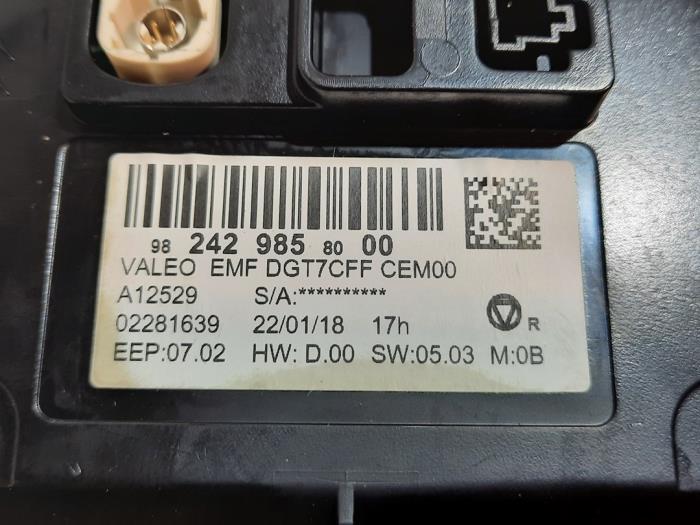 98 242 985 80 00
VALEO EMF DGT7CFF CEM00
A12529 S/A:**********
02281639 22/01/18 17h
R
EEP:07.02 HW: D.00 SW:05.03 M:0B